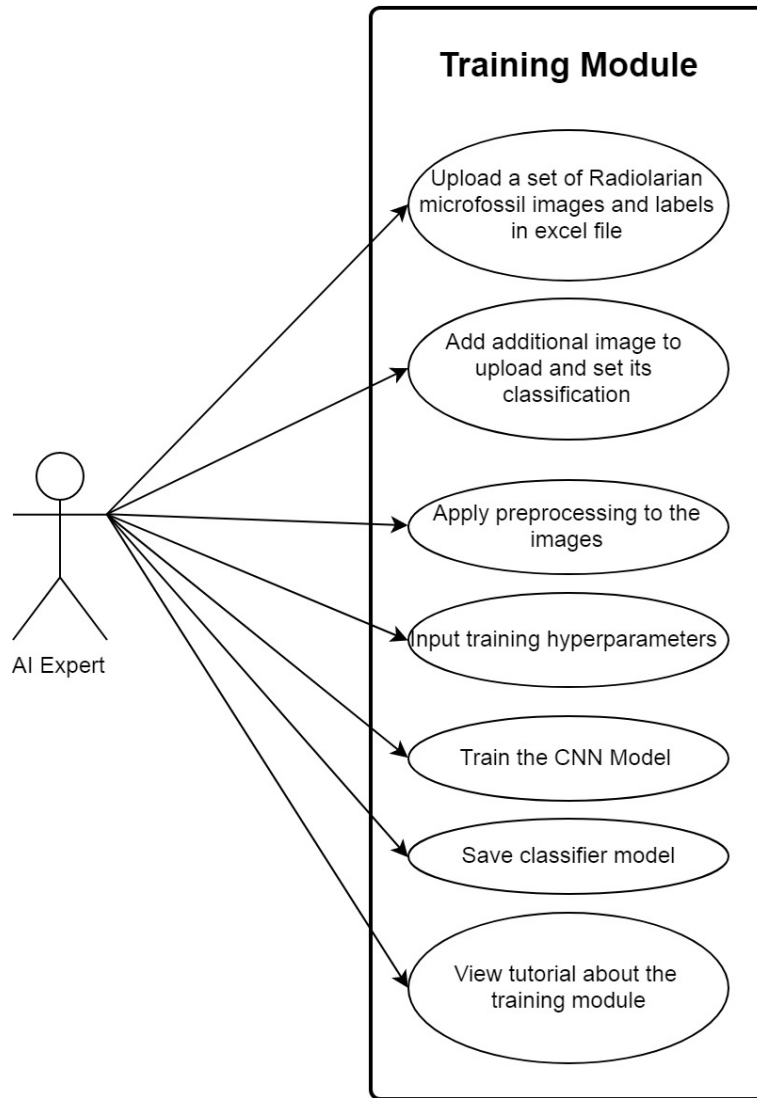 Training Module
Upload a set of Radiolarian
microfossil images and labels
in excel file
Add additional image to
upload and set its
classification
Apply preprocessing to the
images
Input training hyperparameters
AI Expert
Train the CNN Model
Save classifier model
View tutorial about the
training module